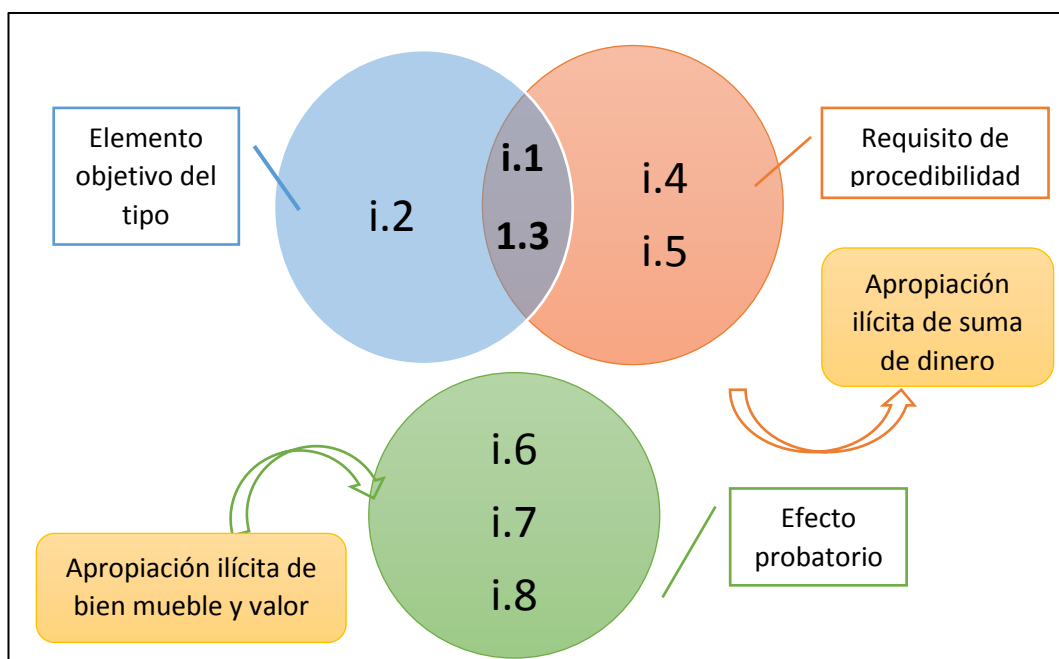 Elemento
objetivo del
tipo
i.2
i.1
1.3
i.4
i.5
Requisito de
procedibilidad
Apropiación
ilícita de suma
de dinero
i.6
i.7
i.8
Apropiación ilícita de
bien mueble y valor
Efecto
probatorio